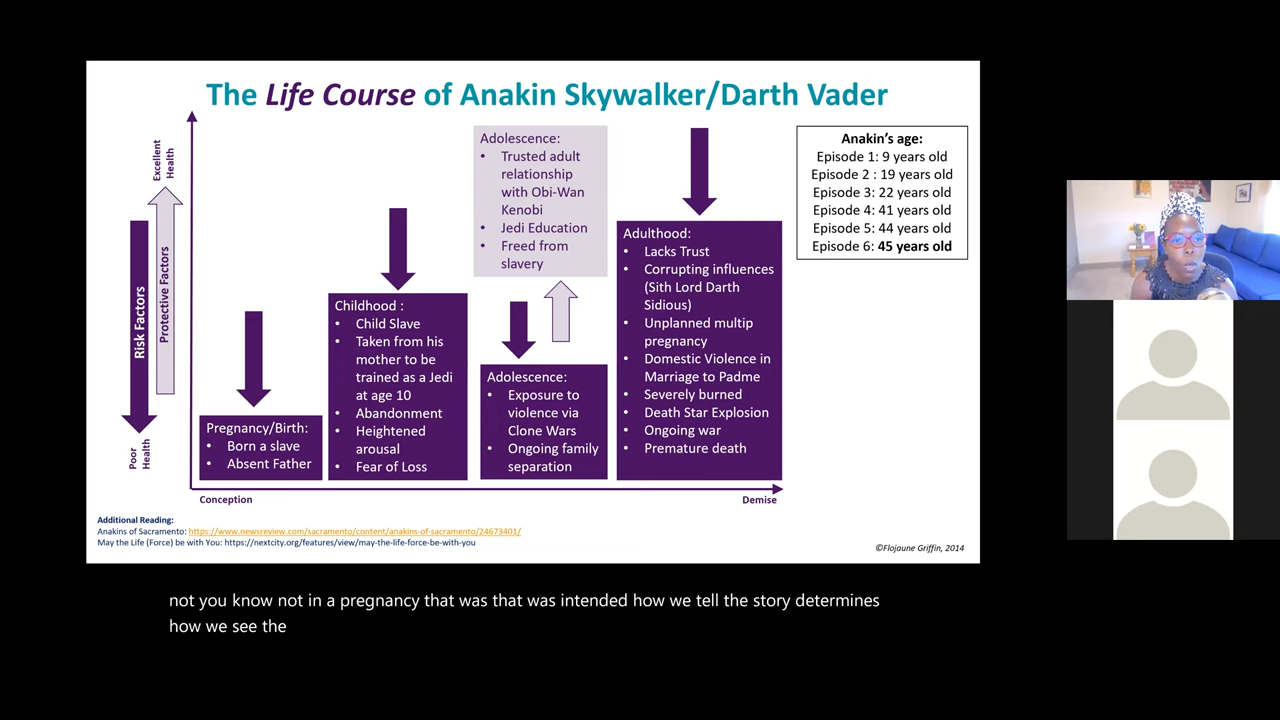 The Life Course of Anakin Skywalker/Darth Vader
Excellent
Health
Risk Factors
Protective Factors
Poor
Health
Pregnancy/Birth:
• Born a slave
• Absent Father
Childhood :
• Child Slave
• Taken from his
mother to be
trained as a Jedi
at age 10
• Abandonment
• Heightened
arousal
• Fear of Loss
Adolescence:
• Trusted adult
relationship
with Obi-Wan
Kenobi
• Jedi Education
• Freed from
slavery
Adolescence:
• Exposure to
violence via
Clone Wars
• Ongoing family
separation
Adulthood:
• Lacks Trust
• Corrupting influences
(Sith Lord Darth
Sidious)
• Unplanned multip
pregnancy
• Domestic Violence in
Marriage to Padme
• Severely burned
• Death Star Explosion
• Ongoing war
• Premature death
Anakin’s age:
Episode 1: 9 years old
Episode 2 : 19 years old
Episode 3: 22 years old
Episode 4: 41 years old
Episode 5: 44 years old
Episode 6: 45 years old
Conception
Demise
Additional Reading:
Anakins of Sacramento: https://www.newsreview.com/sacramento/content/anakins-of-sacramento/24673401/
May the Life (Force) be with You: https://nextcity.org/features/view/may-the-life-force-be-with-you
©Flojaune Griffin, 2014
not you know not in a pregnancy that was that was intended how we tell the story determines
how we see the